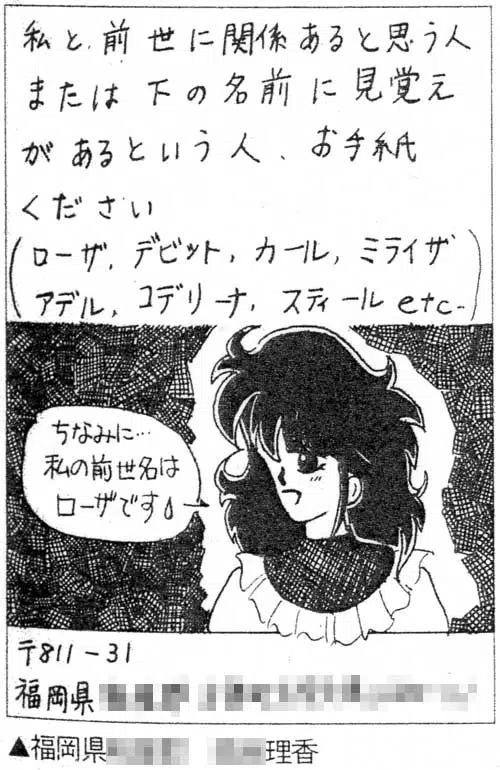 私と、前世に関係あると思う人
または下の名前に見覚え
があるという人、お手紙
ください
(ローザ、デビット、カール、ミライザ
アデル、コデリーナ、スティール etc‥)
ちなみに…
私の前世名は
ローザです
〒811-31
福岡県
▲福岡県 理香